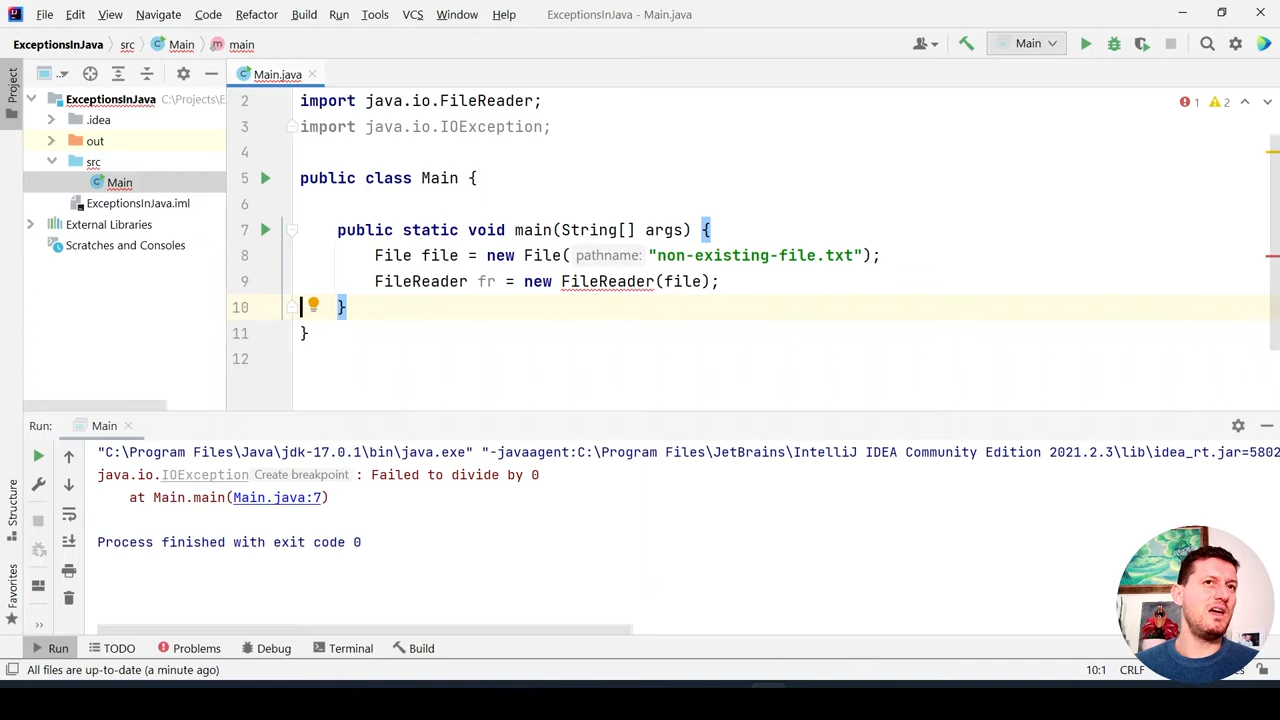 File Edit View Navigate Code Refactor Build Run Tools VCS Window Help ExceptionsInJava - Main.java
ExceptionsInJava src Main main Main
Project .. Main.java
ExceptionsInJava C:\Projects\E
.idea
out
src
Main
ExceptionsInJava.iml
External Libraries
Scratches and Consoles
2 import java.io.FileReader; 1 2
3 import java.io.IOException;
4
5 public class Main {
6
7 public static void main(String[] args) {
8 File file = new File( pathname: "non-existing-file.txt");
9 FileReader fr = new FileReader(file);
10 }
11 }
12
Run: Main
"C:\Program Files\Java\jdk-17.0.1\bin\java.exe" "-javaagent:C:\Program Files\JetBrains\IntelliJ IDEA Community Edition 2021.2.3\lib\idea_rt.jar=5802
java.io.IOException Create breakpoint : Failed to divide by 0
at Main.main(Main.java:7)
Process finished with exit code 0
Structure
Favorites
Run TODO Problems Debug Terminal Build
All files are up-to-date (a minute ago) 10:1 CRLF